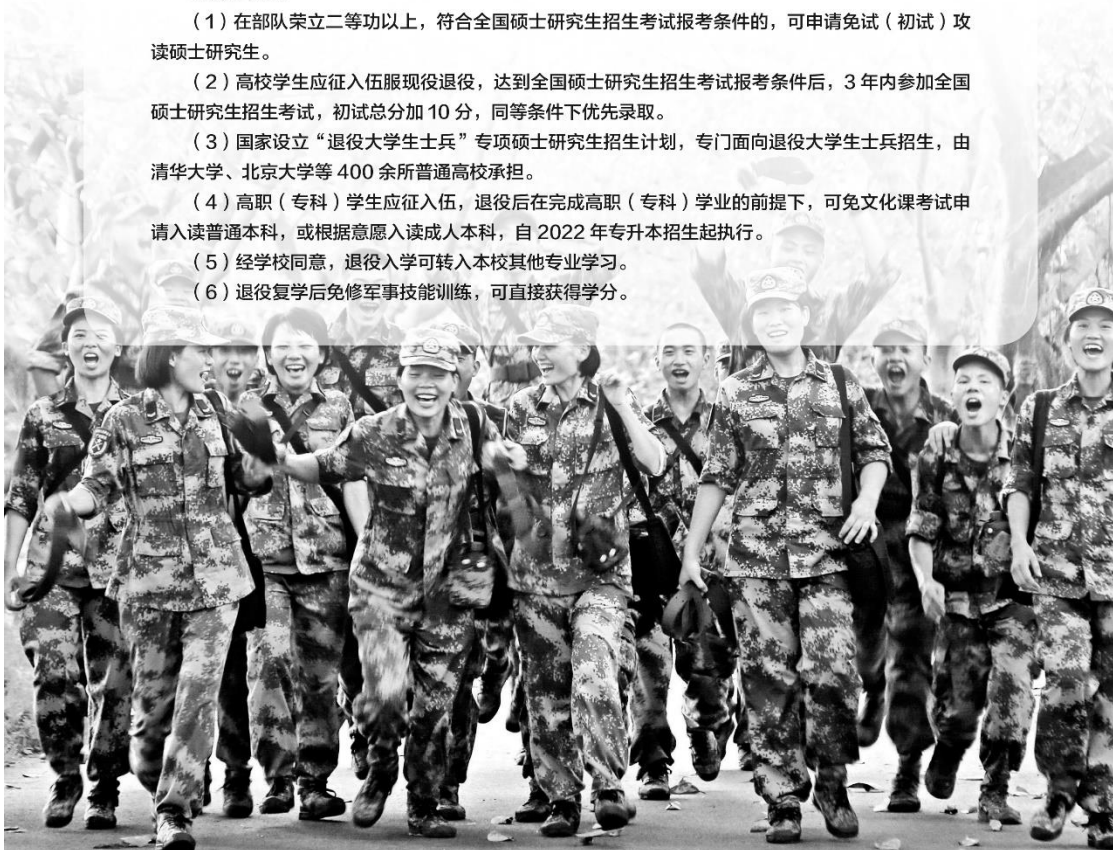 （1）在部队荣立二等功以上，符合全国硕士研究生招生考试报考条件的，可申请免试（初试）攻
读硕士研究生。
（2）高校学生应征入伍服现役退役，达到全国硕士研究生招生考试报考条件后，3 年内参加全国
硕士研究生招生考试，初试总分加 10 分，同等条件下优先录取。
（3）国家设立“退役大学生士兵”专项硕士研究生招生计划，专门面向退役大学生士兵招生，由
清华大学、北京大学等 400 余所普通高校承担。
（4）高职（专科）学生应征入伍，退役后在完成高职（专科）学业的前提下，可免文化课考试申
请入读普通本科，或根据意愿入读成人本科，自 2022 年专升本招生起执行。
（5）经学校同意，退役入学可转入本校其他专业学习。
（6）退役复学后免修军事技能训练，可直接获得学分。